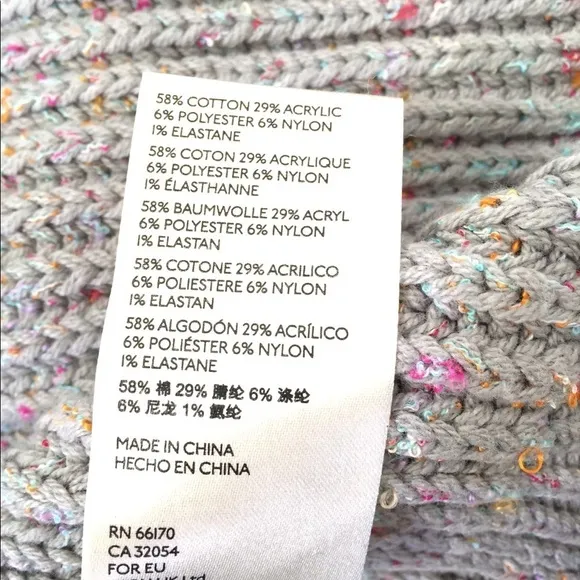 58% COTTON 29% ACRYLIC
6% POLYESTER 6% NYLON
1% ELASTANE
58% COTON 29% ACRYLIQUE
6% POLYESTER 6% NYLON
1% ÉLASTHANNE
58% BAUMWOLLE 29% ACRYL
6% POLYESTER 6% NYLON
1% ELASTAN
58% COTONE 29% ACRILICO
6% POLIESTERE 6% NYLON
1% ELASTAN
58% ALGODÓN 29% ACRÍLICO
6% POLIÉSTER 6% NYLON
1% ELASTANE
58% 棉 29% 腈纶 6% 涤纶
6% 尼龙 1% 氨纶
MADE IN CHINA
HECHO EN CHINA
RN 66170
CA 32054
FOR EU
UK Ltd